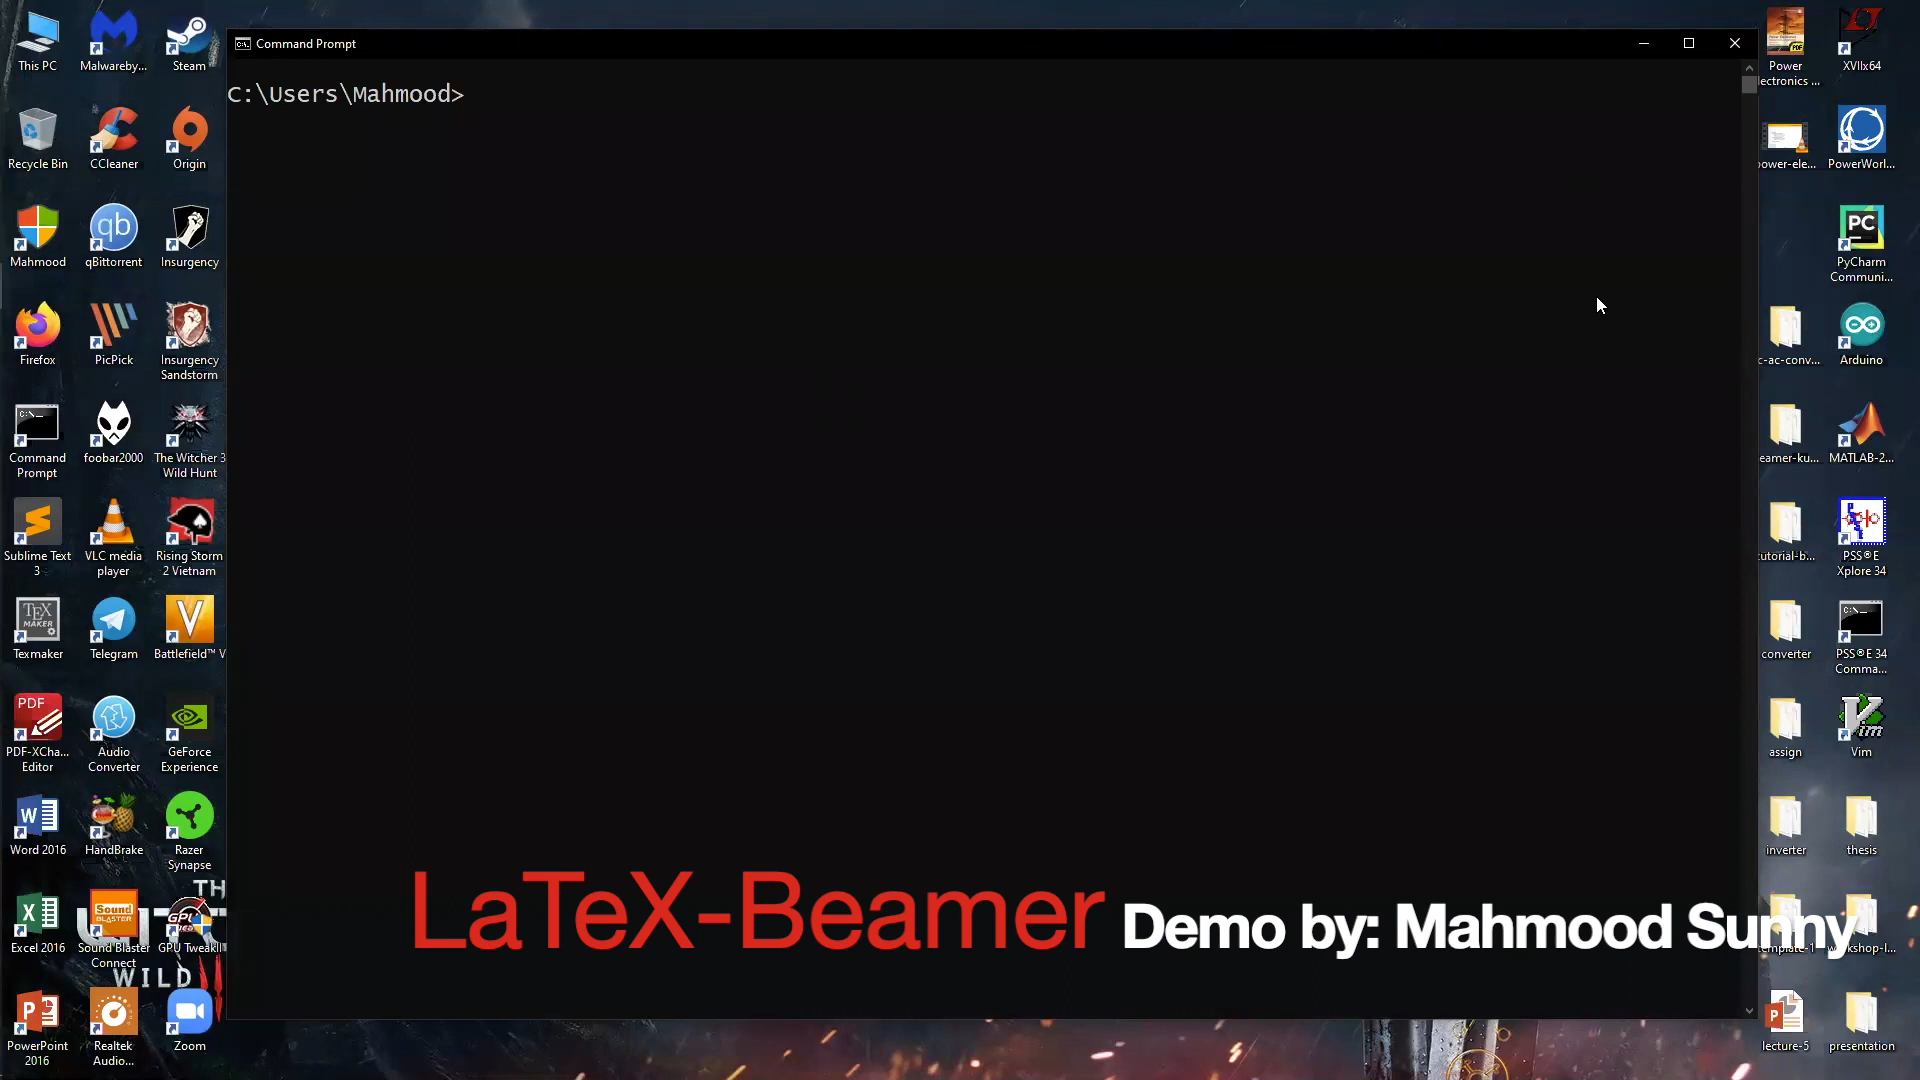 Command Prompt
C:\Users\Mahmood>
This PC
Malwareby...
Steam
Recycle Bin
CCleaner
Origin
Mahmood
qBittorrent
Insurgency
Firefox
PicPick
Insurgency
Sandstorm
Command
Prompt
foobar2000
The Witcher 3
Wild Hunt
Sublime Text
3
VLC media
player
Rising Storm
2 Vietnam
Texmaker
Telegram
Battlefield™ V
PDF-XCha...
Editor
Audio
Converter
GeForce
Experience
Word 2016
HandBrake
Razer
Synapse
Excel 2016
Sound Blaster
Connect
GPU TweakII
PowerPoint
2016
Realtek
Audio...
Zoom
WILD
LaTeX-Beamer Demo by: Mahmood Sunny
Power
ectronics ...
XVIIx64
ower-ele...
PowerWorl...
PyCharm
Communi...
c-ac-conv...
Arduino
eamer-ku...
MATLAB-2...
utorial-b...
PSS®E
Xplore 34
converter
PSS®E 34
Comma...
assign
Vim
inverter
thesis
template-1
lecture-5
presentation